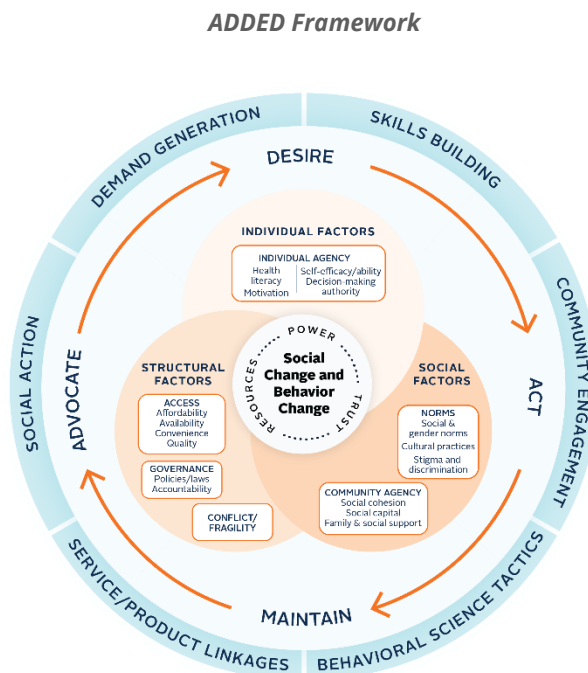 ADDED Framework
DEMAND GENERATION
SKILLS BUILDING
COMMUNITY ENGAGEMENT
BEHAVIORAL SCIENCE TACTICS
SERVICE/PRODUCT LINKAGES
SOCIAL ACTION
DESIRE
ACT
MAINTAIN
ADVOCATE
INDIVIDUAL FACTORS
INDIVIDUAL AGENCY
Health
literacy
Motivation
Self-efficacy/ability
Decision-making
authority
POWER
TRUST
RESOURCES
Social
Change and
Behavior
Change
STRUCTURAL
FACTORS
ACCESS
Affordability
Availability
Convenience
Quality
GOVERNANCE
Policies/laws
Accountability
CONFLICT/
FRAGILITY
SOCIAL
FACTORS
NORMS
Social &
gender norms
Cultural practices
Stigma and
discrimination
COMMUNITY AGENCY
Social cohesion
Social capital
Family & social support